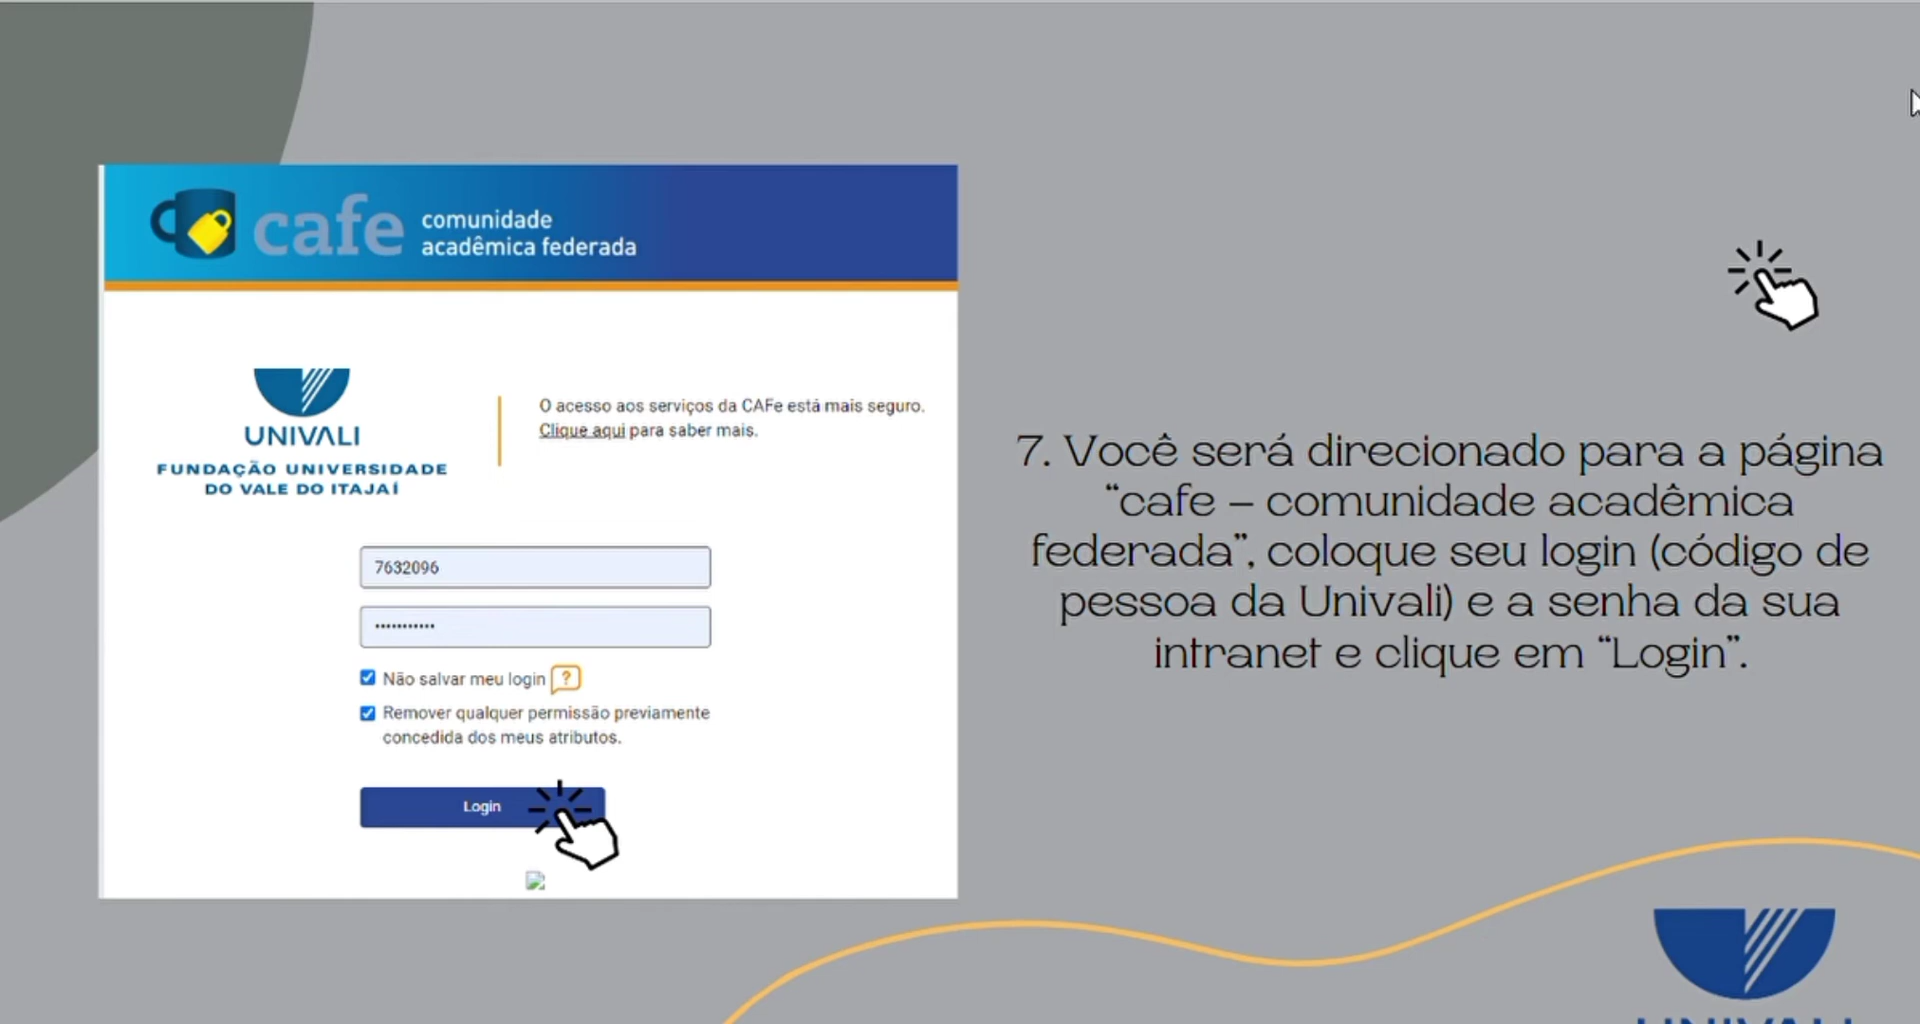 cafe comunidade
acadêmica federada
UNIVALI
FUNDAÇÃO UNIVERSIDADE
DO VALE DO ITAJAÍ
O acesso aos serviços da CAFe está mais seguro.
Clique aqui para saber mais.
7632096
•••••••••••
Não salvar meu login ?
Remover qualquer permissão previamente
concedida dos meus atributos.
Login
7. Você será direcionado para a página
“cafe – comunidade acadêmica
federada”, coloque seu login (código de
pessoa da Univali) e a senha da sua
intranet e clique em “Login”.
UNIVALI